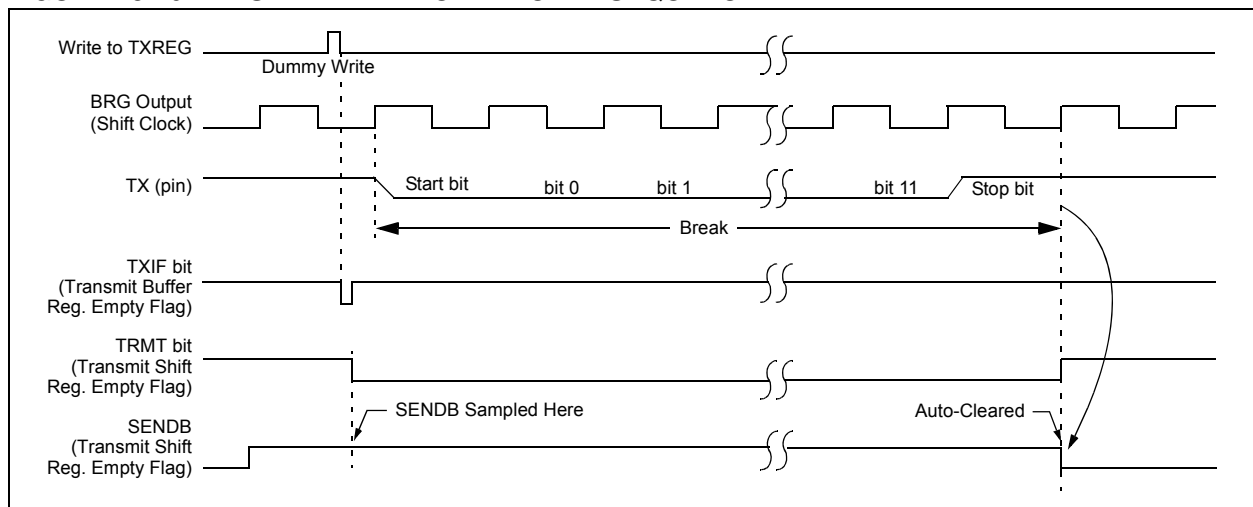 Write to TXREG
Dummy Write
BRG Output
(Shift Clock)
TX (pin)
Start bit
bit 0
bit 1
bit 11
Stop bit
Break
TXIF bit
(Transmit Buffer
Reg. Empty Flag)
TRMT bit
(Transmit Shift
Reg. Empty Flag)
SENDB Sampled Here
Auto-Cleared
SENDB
(Transmit Shift
Reg. Empty Flag)